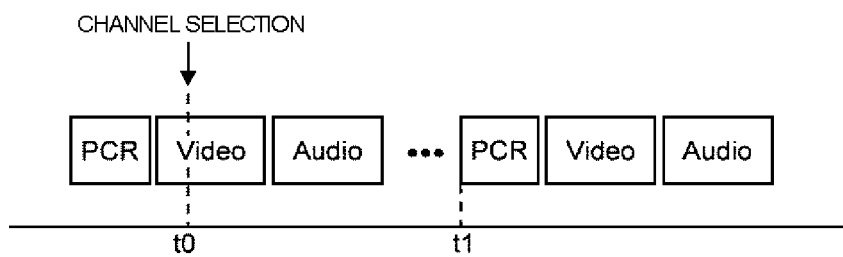 CHANNEL SELECTION
PCR Video Audio ••• PCR Video Audio
t0 t1